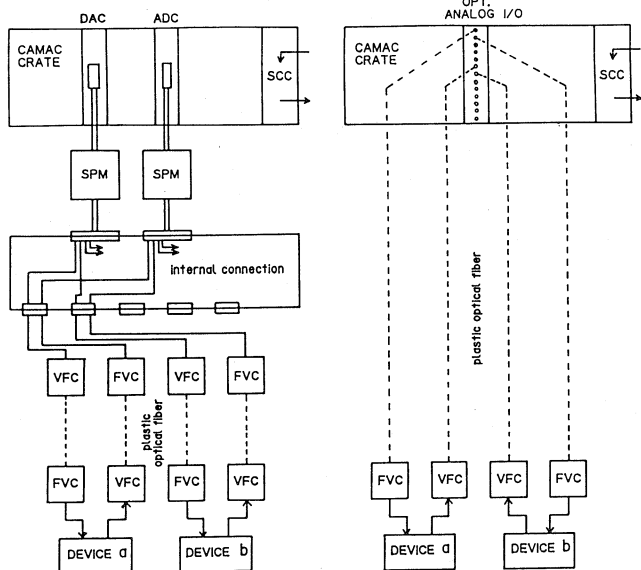 DAC ADC
CAMAC
CRATE
SCC
SPM SPM
internal connection
VFC FVC VFC FVC
plastic
optical fiber
FVC VFC FVC VFC
DEVICE a DEVICE b
OPT.
ANALOG I/O
CAMAC
CRATE
SCC
plastic optical fiber
FVC VFC VFC FVC
DEVICE a DEVICE b